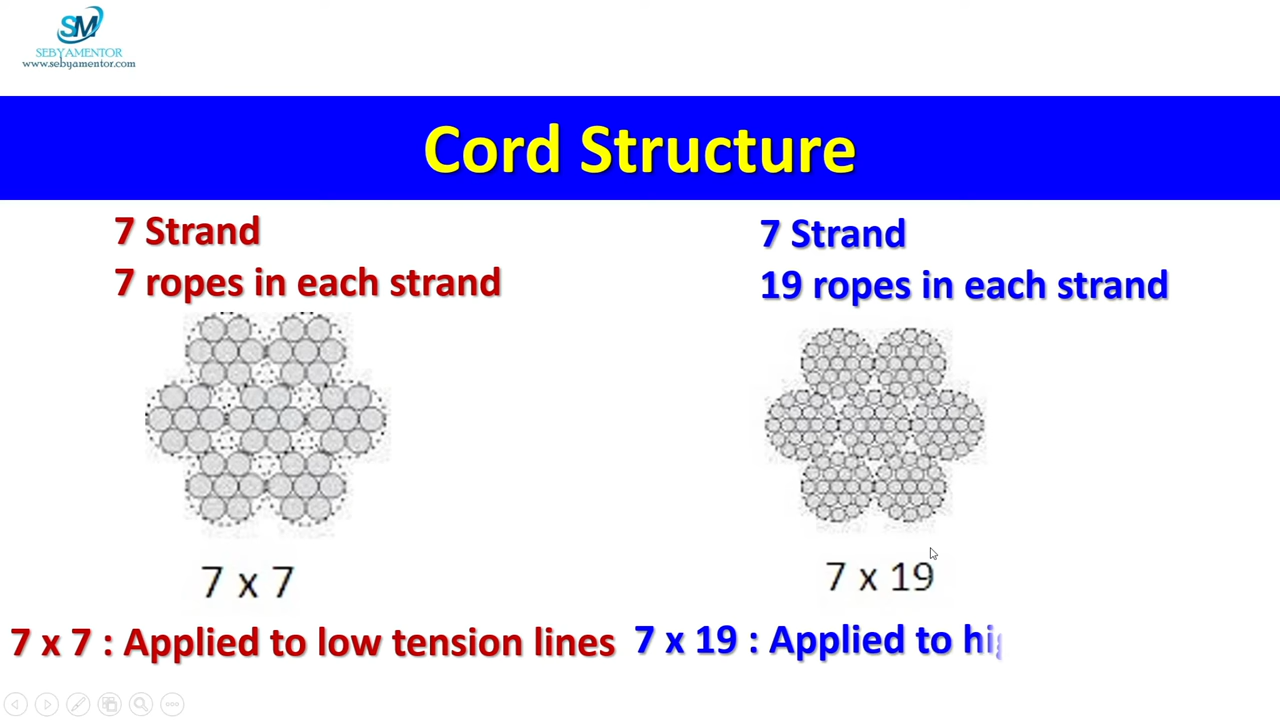 SM
SEBYAMENTOR
www.sebyamentor.com
Cord Structure
7 Strand
7 ropes in each strand
7 Strand
19 ropes in each strand
7 x 7
7 x 19
7 x 7 : Applied to low tension lines
7 x 19 : Applied to